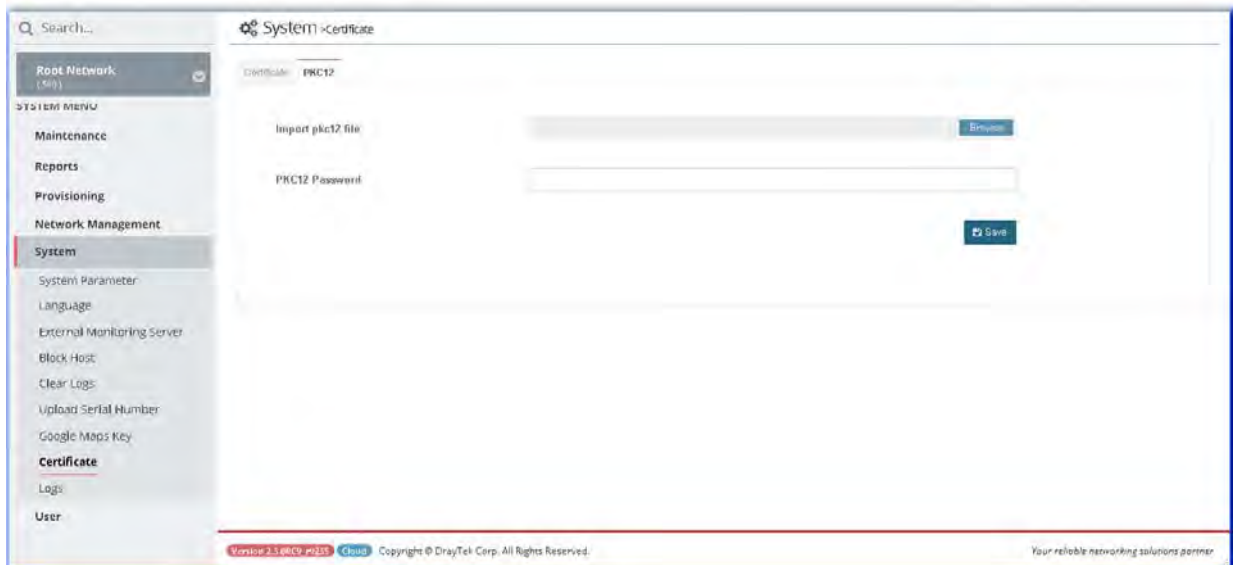 Search...
System >Certificate
Root Network
Certificate PKC12
SYSTEM MENU
Maintenance
Import pkc12 file
Browse
Reports
PKC12 Password
Provisioning
Network Management
Save
System
System Parameter
Language
External Monitoring Server
Block Host
Clear Logs
Upload Serial Number
Google Maps Key
Certificate
Logs
User
Cloud Copyright © DrayTek Corp. All Rights Reserved.
Your reliable networking solutions partner